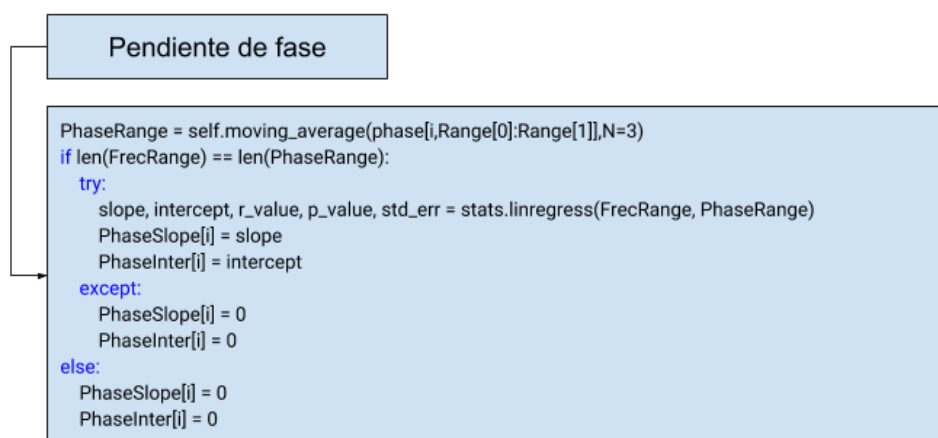 Pendiente de fase
PhaseRange = self.moving_average(phase[i,Range[0]:Range[1]],N=3)
if len(FrecRange) == len(PhaseRange):
try:
slope, intercept, r_value, p_value, std_err = stats.linregress(FrecRange, PhaseRange)
PhaseSlope[i] = slope
PhaseInter[i] = intercept
except:
PhaseSlope[i] = 0
PhaseInter[i] = 0
else:
PhaseSlope[i] = 0
PhaseInter[i] = 0